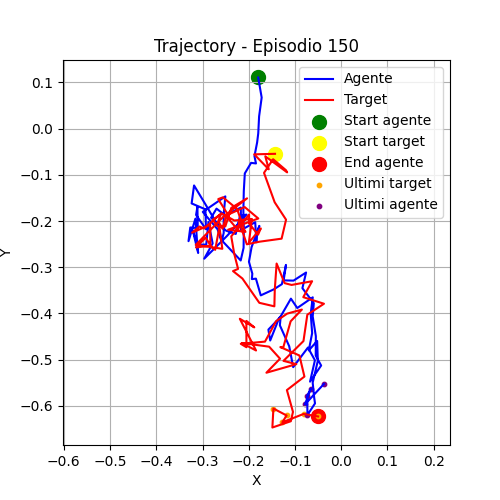 Trajectory - Episodio 150
Agente
Target
Start agente
Start target
End agente
Ultimi target
Ultimi agente
0.1
0.0
−0.1
−0.2
−0.3
−0.4
−0.5
−0.6
Y
−0.6 −0.5 −0.4 −0.3 −0.2 −0.1 0.0 0.1 0.2
X